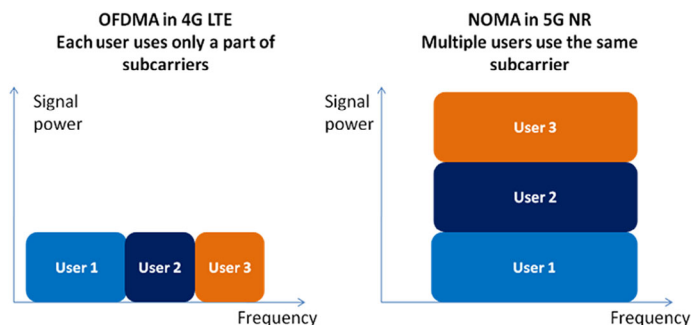 OFDMA in 4G LTE
Each user uses only a part of
subcarriers
Signal
power
User 1
User 2
User 3
Frequency
NOMA in 5G NR
Multiple users use the same
subcarrier
Signal
power
User 3
User 2
User 1
Frequency